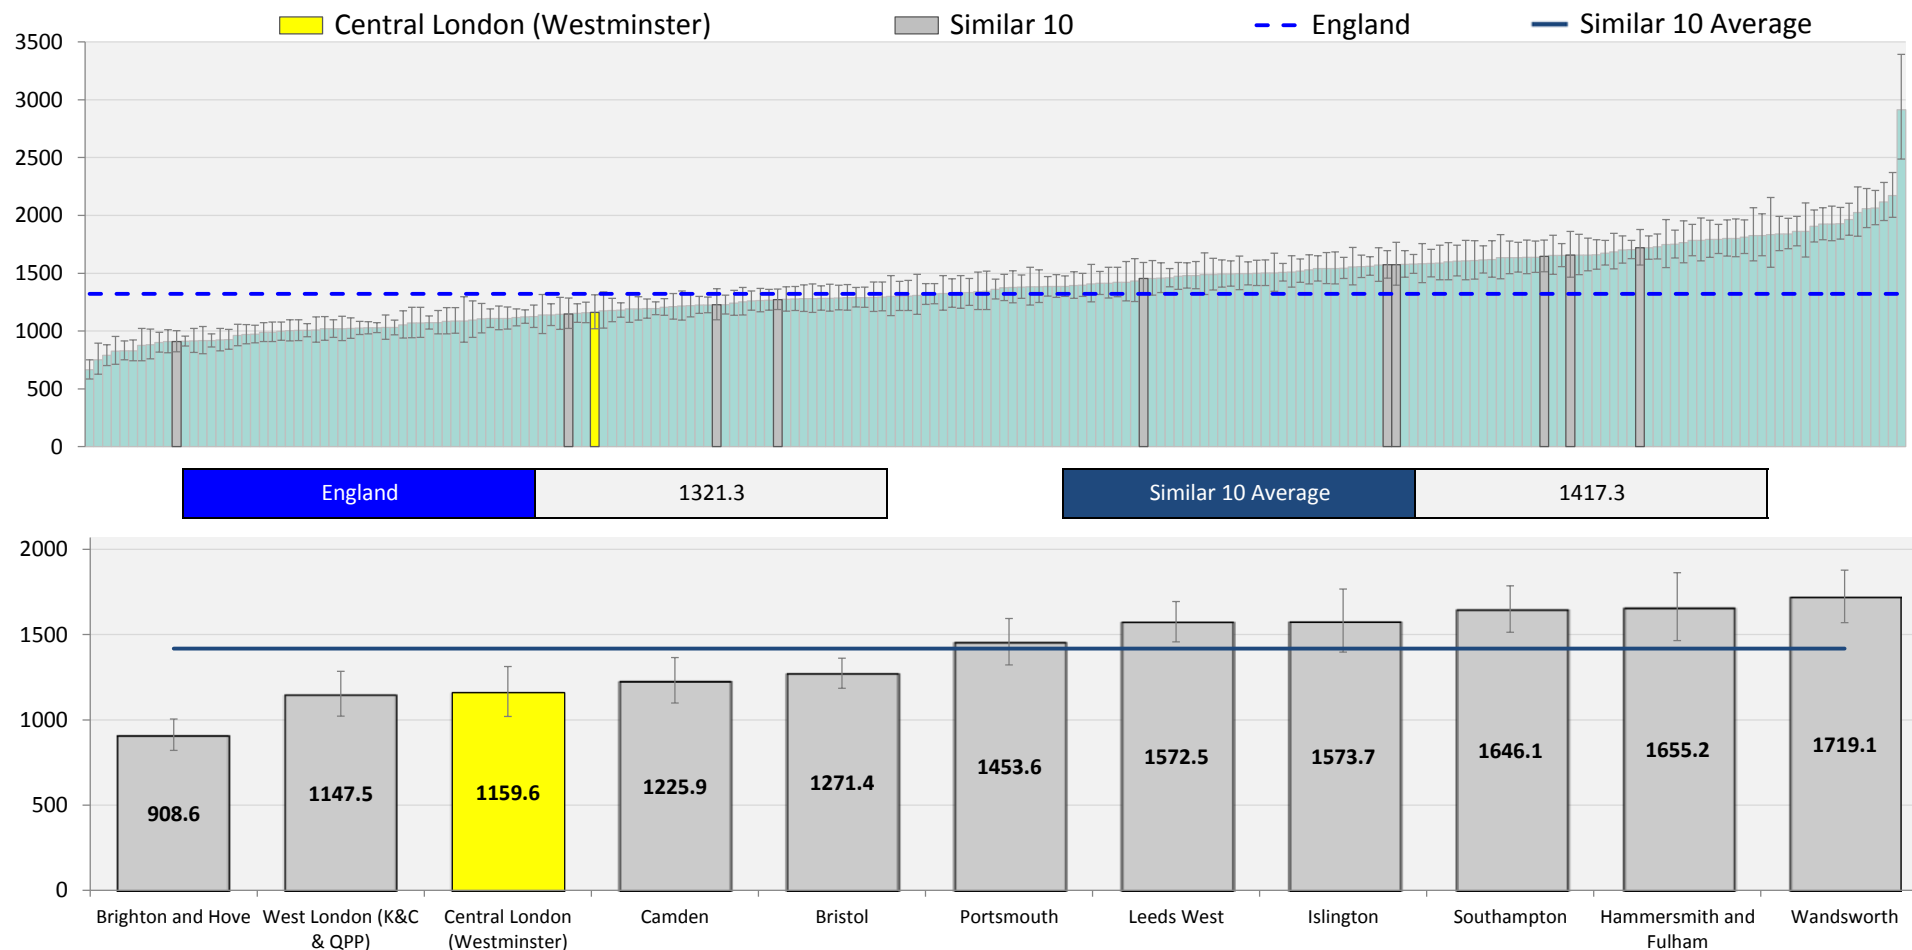 Central London (Westminster)
Similar 10
England
Similar 10 Average
3500
3000
2500
2000
1500
1000
500
0
England
1321.3
Similar 10 Average
1417.3
2000
1500
1000
500
0
908.6
1147.5
1159.6
1225.9
1271.4
1453.6
1572.5
1573.7
1646.1
1655.2
1719.1
Brighton and Hove
West London (K&C
& QPP)
Central London
(Westminster)
Camden
Bristol
Portsmouth
Leeds West
Islington
Southampton
Hammersmith and
Fulham
Wandsworth